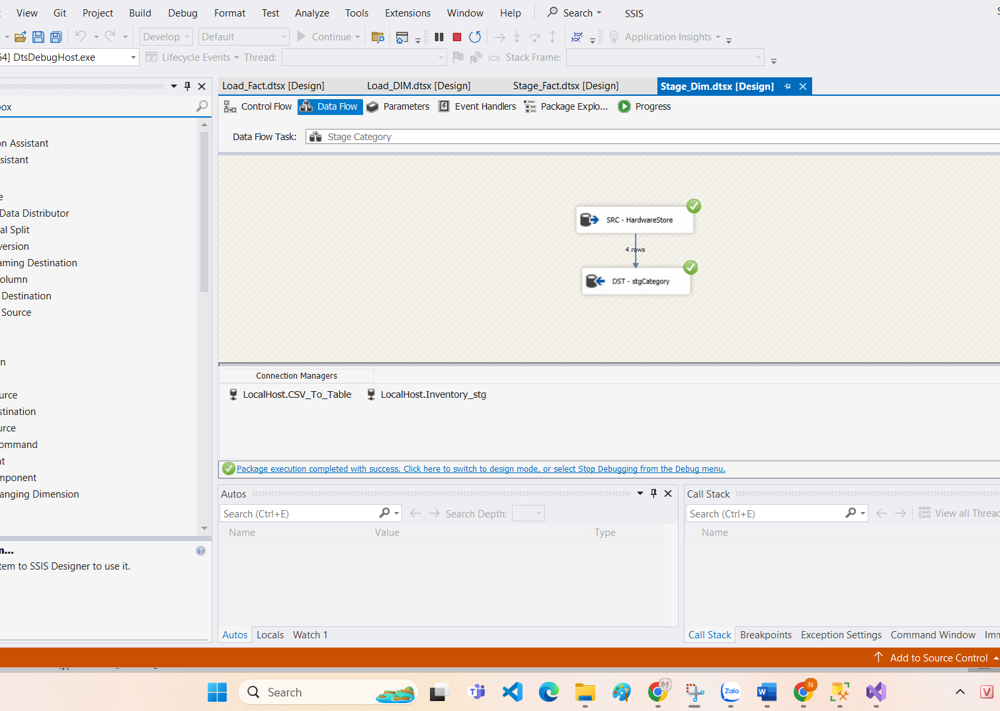 View Git Project Build Debug Format Test Analyze Tools Extensions Window Help Search SSIS
Develop Default Continue Application Insights
64] DtsDebugHost.exe Lifecycle Events Thread: Stack Frame:
Load_Fact.dtsx [Design] Load_DIM.dtsx [Design] Stage_Fact.dtsx [Design] Stage_Dim.dtsx [Design]
ox
Control Flow Data Flow Parameters Event Handlers Package Explo... Progress
Data Flow Task: Stage Category
on Assistant
sistant
e
Data Distributor
al Split
version
aming Destination
olumn
Destination
Source
n
urce
stination
urce
ommand
nt
mponent
anging Dimension
SRC - HardwareStore
4 rows
DST - stgCategory
Connection Managers
LocalHost.CSV_To_Table LocalHost.Inventory_stg
Package execution completed with success. Click here to switch to design mode, or select Stop Debugging from the Debug menu.
n...
tem to SSIS Designer to use it.
Autos
Search (Ctrl+E) Search Depth:
Name Value Type
Autos Locals Watch 1
Call Stack
Search (Ctrl+E) View all Threa
Name
Call Stack Breakpoints Exception Settings Command Window Imm
Add to Source Control
Search
Zalo
N